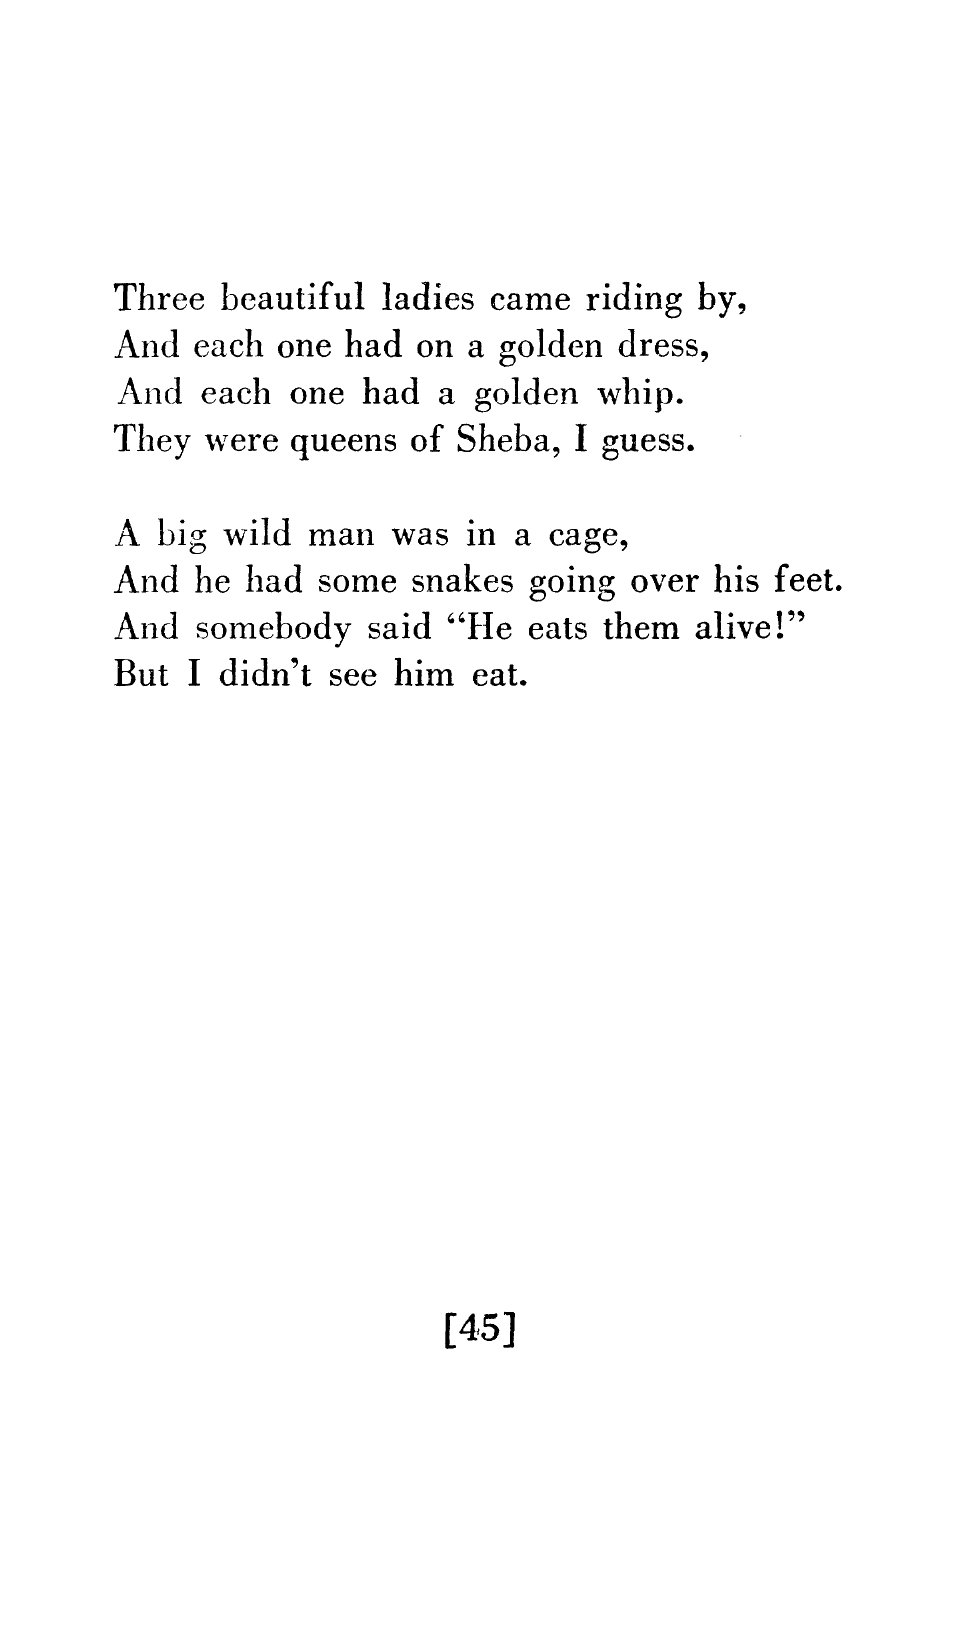 Three beautiful ladies came riding by,
And each one had on a golden dress,
And each one had a golden whip.
They were queens of Sheba, I guess.

A big wild man was in a cage,
And he had some snakes going over his feet.
And somebody said “He eats them alive!”
But I didn’t see him eat.

[45]